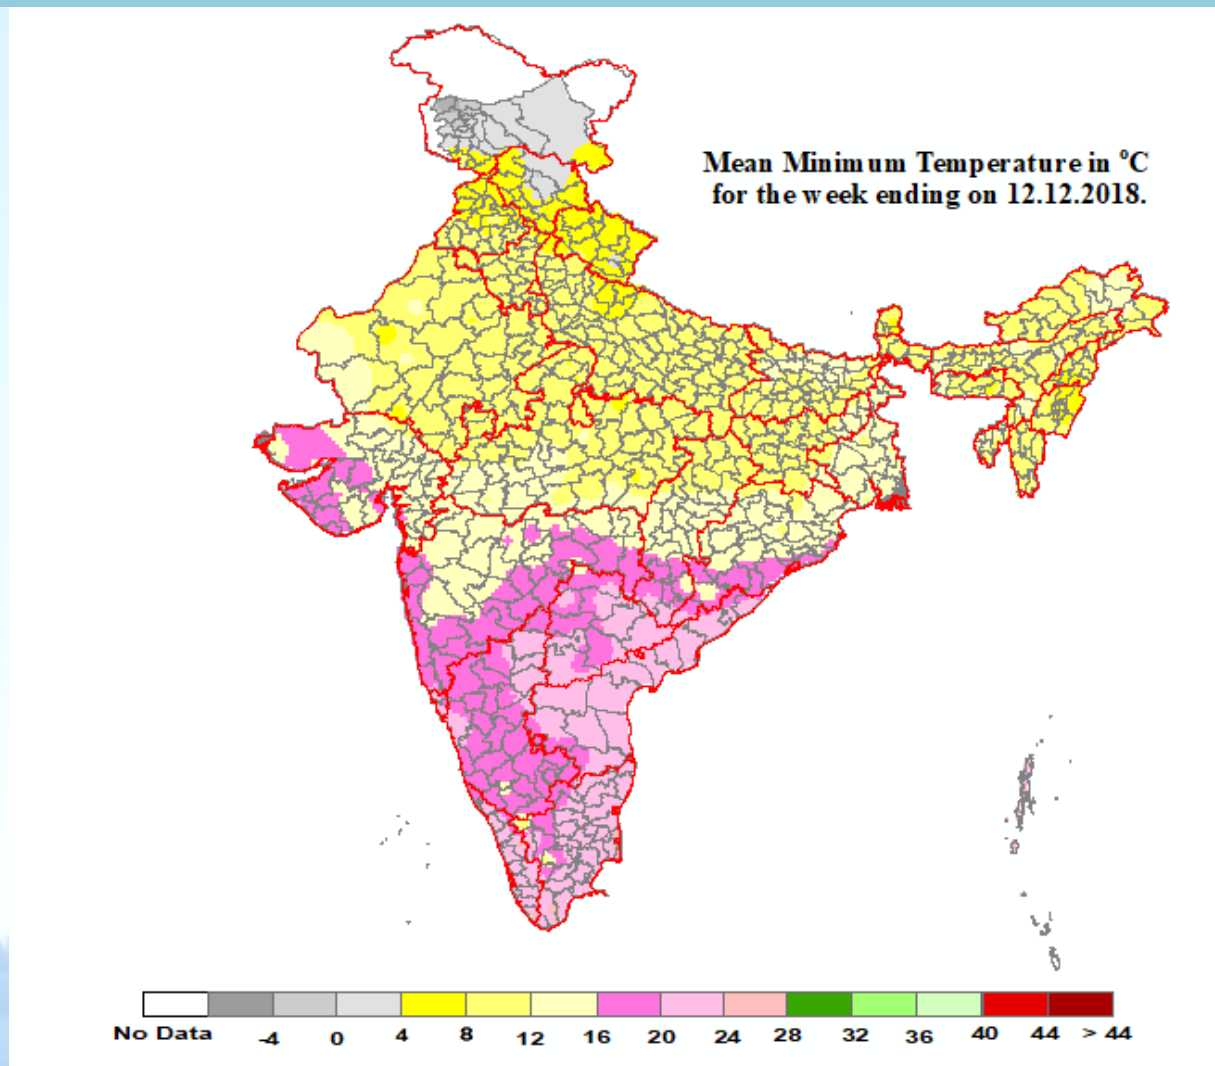 Mean Minimum Temperature in °C
for the week ending on 12.12.2018.
No Data -4 0 4 8 12 16 20 24 28 32 36 40 44 > 44